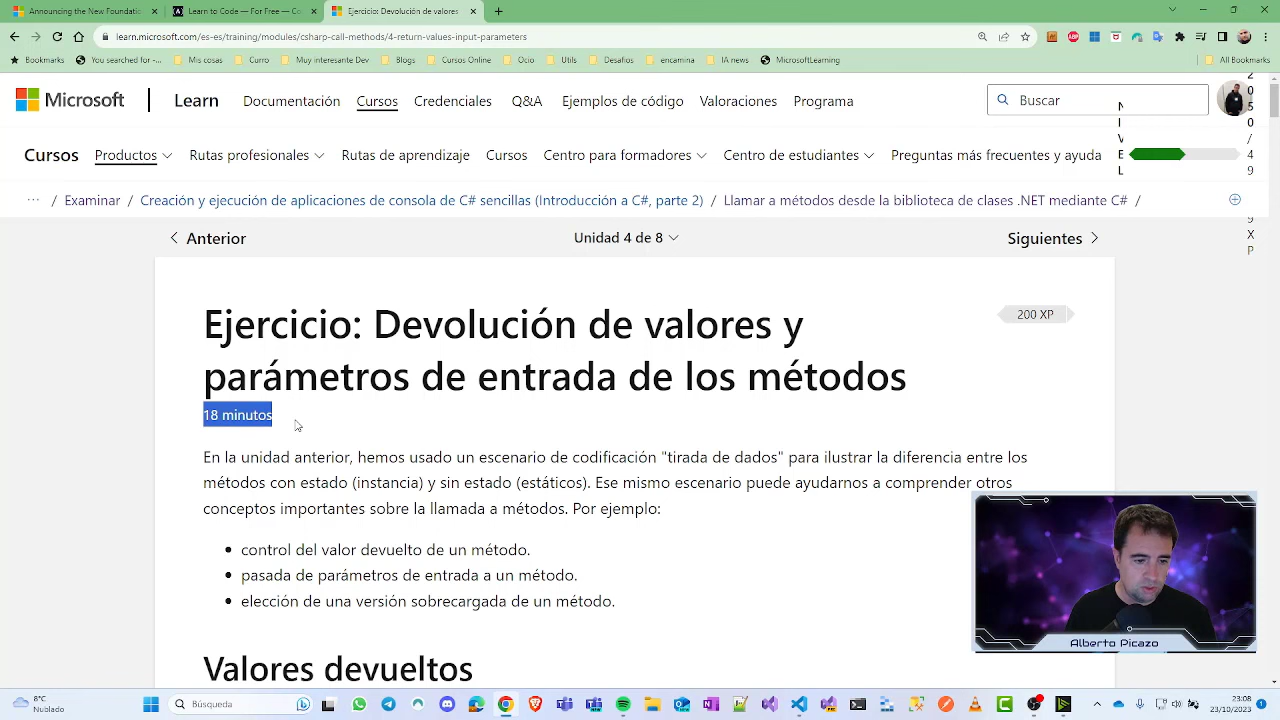 Announcing the New Foundatic
Learn to Code — For Free — Co
Ejercicio: Devolución de valores
learn.microsoft.com/es-es/training/modules/csharp-call-methods/4-return-values-input-parameters
Bookmarks
You searched for -...
Mis cosas
Curro
Muy interesante Dev
Blogs
Cursos Online
Ocio
Utils
Desafios
encamina
IA news
MicrosoftLearning
All Bookmarks
Microsoft
Learn
Documentación
Cursos
Credenciales
Q&A
Ejemplos de código
Valoraciones
Programa
Buscar
Cursos
Productos
Rutas profesionales
Rutas de aprendizaje
Cursos
Centro para formadores
Centro de estudiantes
Preguntas más frecuentes y ayuda
... / Examinar / Creación y ejecución de aplicaciones de consola de C# sencillas (Introducción a C#, parte 2) / Llamar a métodos desde la biblioteca de clases .NET mediante C# /
Anterior
Unidad 4 de 8
Siguientes
Ejercicio: Devolución de valores y
parámetros de entrada de los métodos
200 XP
18 minutos
En la unidad anterior, hemos usado un escenario de codificación "tirada de dados" para ilustrar la diferencia entre los
métodos con estado (instancia) y sin estado (estáticos). Ese mismo escenario puede ayudarnos a comprender otros
conceptos importantes sobre la llamada a métodos. Por ejemplo:
control del valor devuelto de un método.
pasada de parámetros de entrada a un método.
elección de una versión sobrecargada de un método.
Valores devueltos
Alberto Picazo
8°C
Nublado
Búsqueda
23:08
23/10/2023